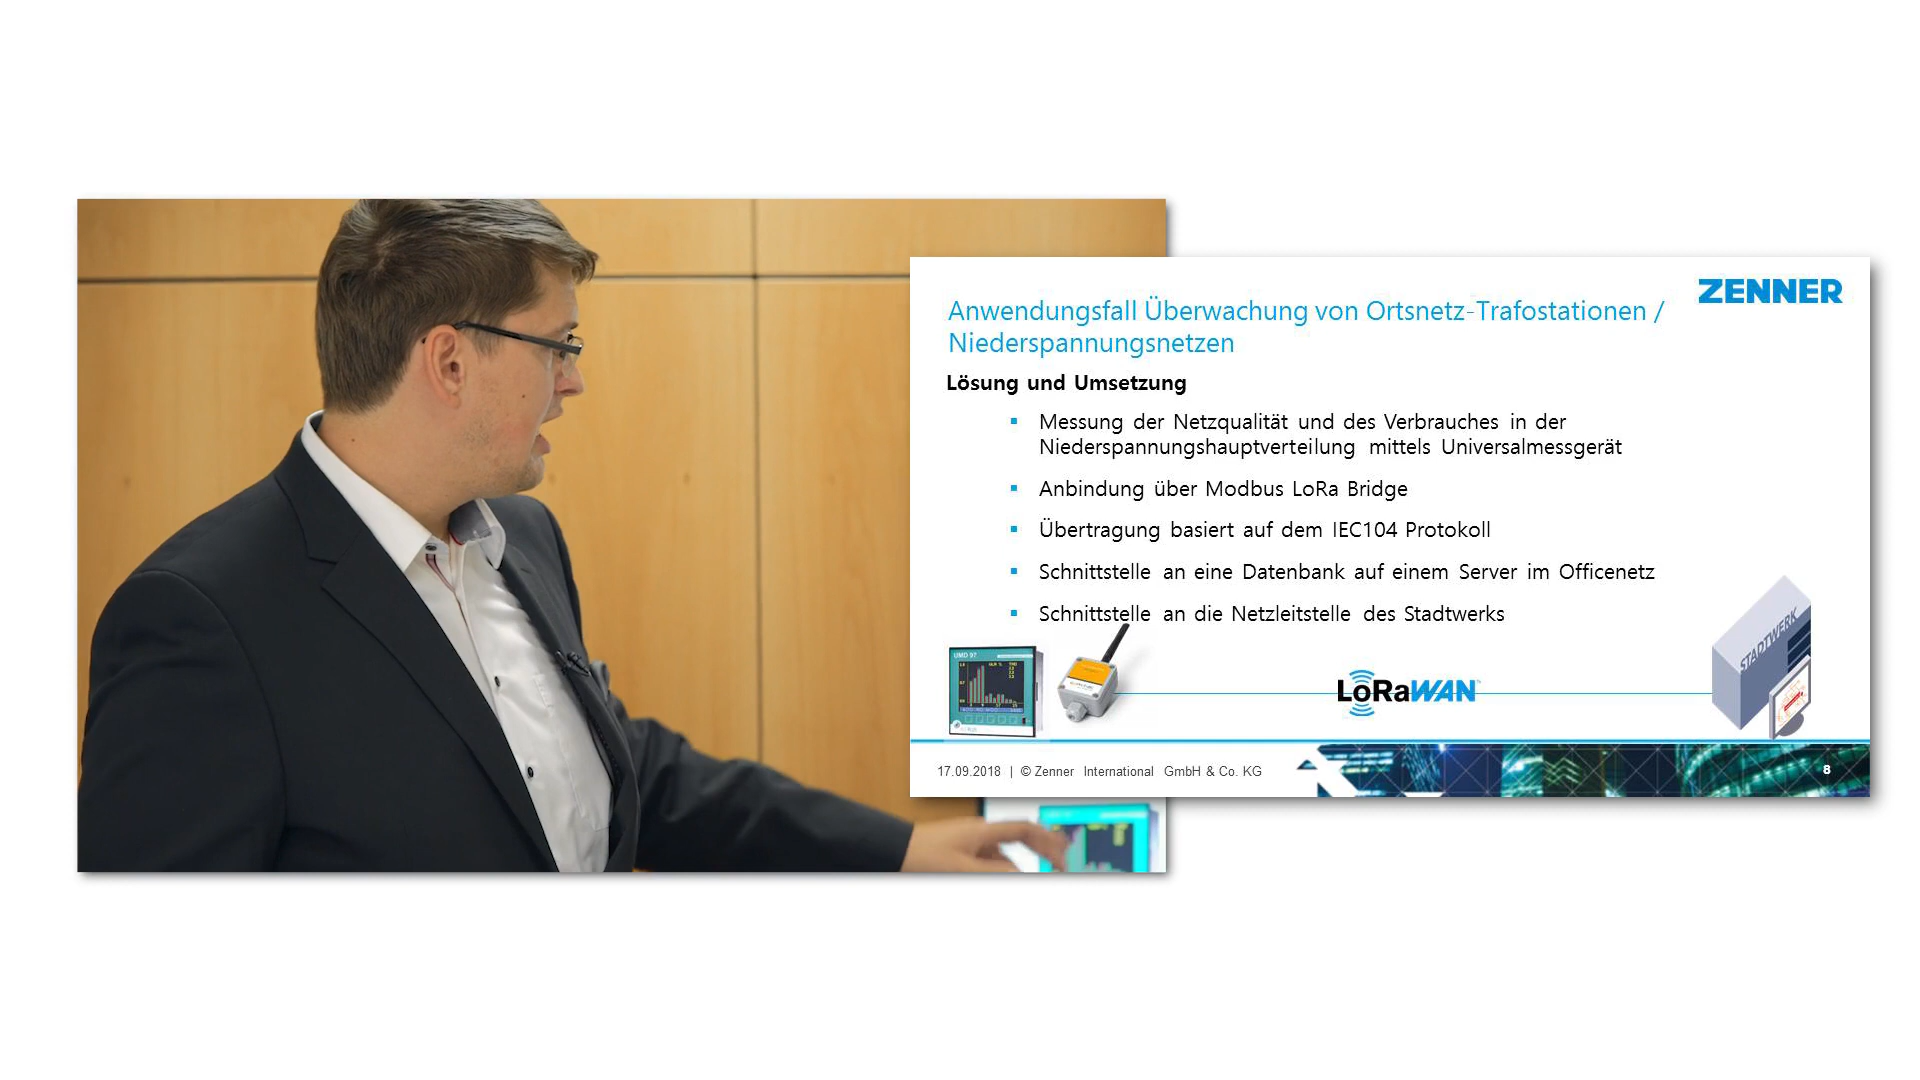 ZENNER
Anwendungsfall Überwachung von Ortsnetz-Trafostationen /
Niederspannungsnetzen
Lösung und Umsetzung
Messung der Netzqualität und des Verbrauches in der
Niederspannungshauptverteilung mittels Universalmessgerät
Anbindung über Modbus LoRa Bridge
Übertragung basiert auf dem IEC104 Protokoll
Schnittstelle an eine Datenbank auf einem Server im Officenetz
Schnittstelle an die Netzleitstelle des Stadtwerks
UMD 97
LoRaWAN
STADTWERK
17.09.2018 | © Zenner International GmbH & Co. KG
8